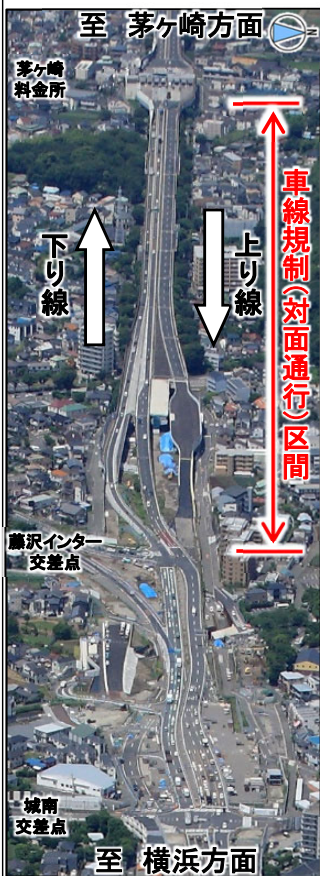 至 茅ヶ崎方面
N
茅ヶ崎
料金所
車線規制(対面通行)区間
下り線
上り線
藤沢インター
交差点
城南
交差点
至 横浜方面